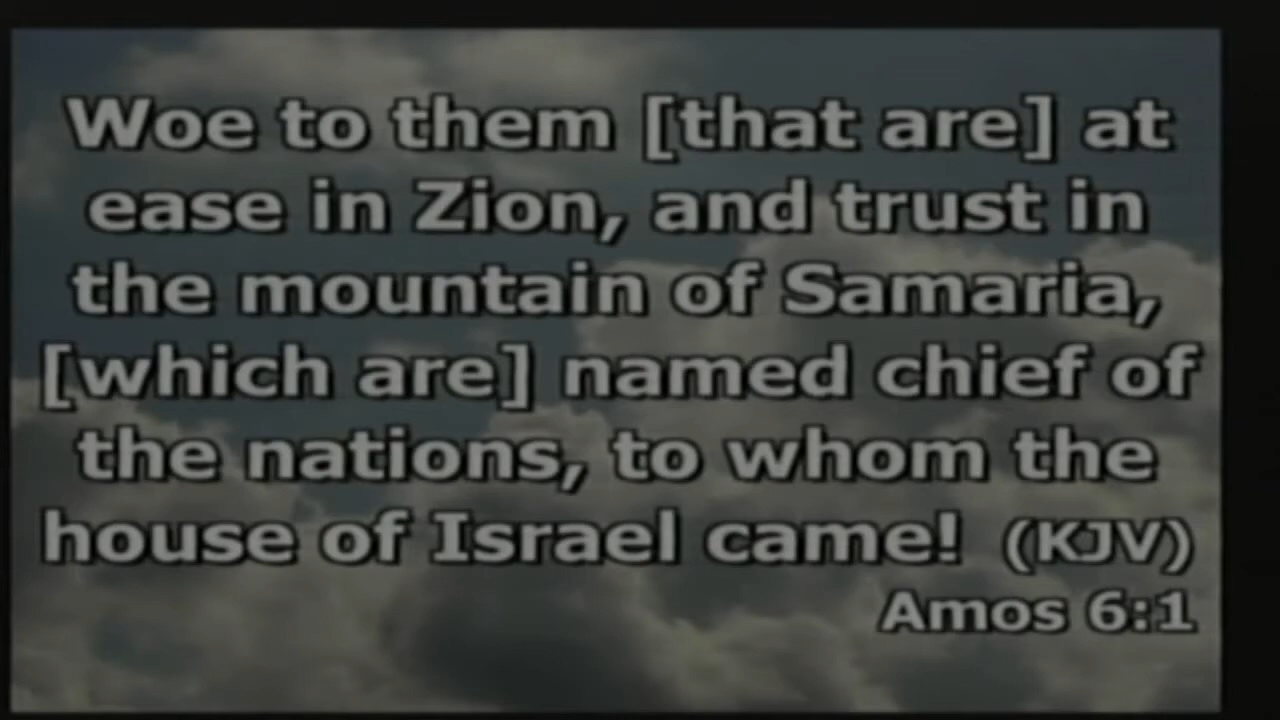 Woe to them [that are] at
ease in Zion, and trust in
the mountain of Samaria,
[which are] named chief of
the nations, to whom the
house of Israel came! (KJV)
Amos 6:1